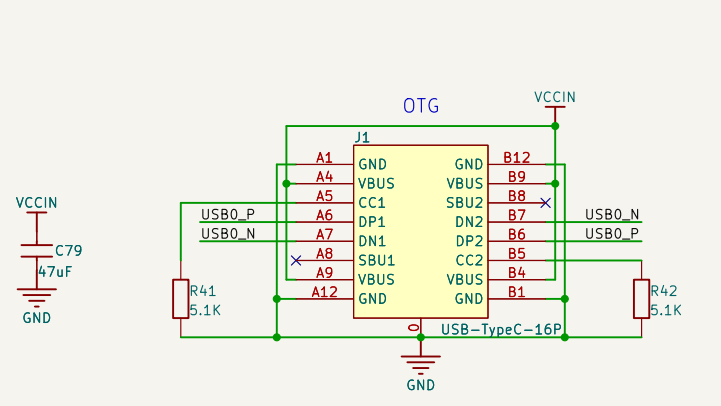 OTG
VCCIN
J1
A1 GND GND B12
A4 VBUS VBUS B9
A5 CC1 SBU2 B8
VCCIN
USB0_P A6 DP1 DN2 B7 USB0_N
USB0_N A7 DN1 DP2 B6 USB0_P
C79
A8 SBU1 CC2 B5
47uF
A9 VBUS VBUS B4
R41 A12 GND GND B1 R42
5.1K 5.1K
GND
0 USB-TypeC-16P
GND